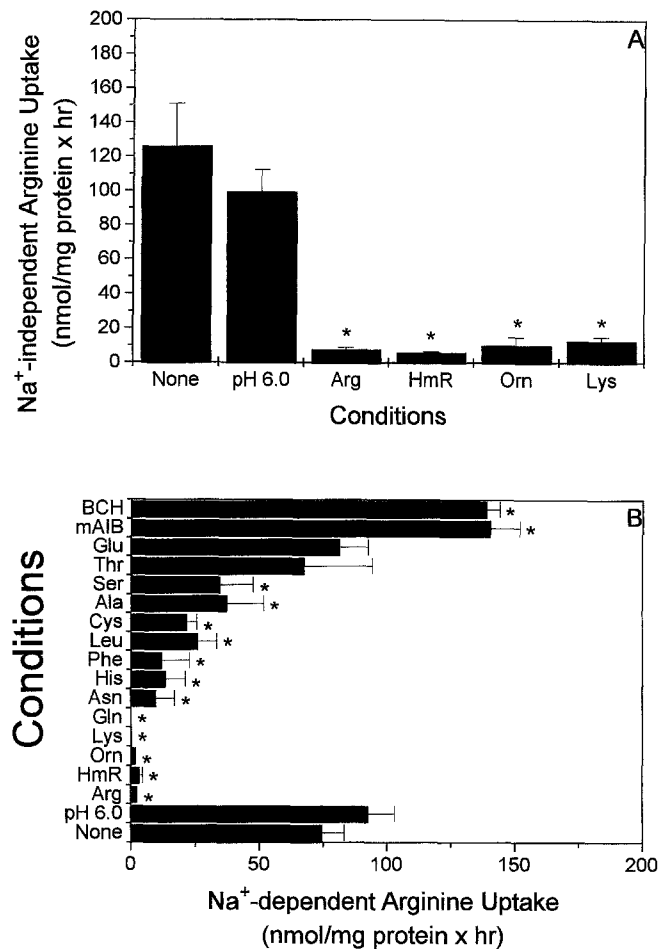 200
A
180
160
140
120
100
80
60
40
20
0
Na⁺-independent Arginine Uptake
(nmol/mg protein x hr)
* * * *
None pH 6.0 Arg HmR Orn Lys
Conditions
B
Conditions
BCH *
mAIB *
Glu
Thr
Ser *
Ala *
Cys *
Leu *
Phe *
His *
Asn *
Gln *
Lys *
Orn *
HmR *
Arg *
pH 6.0
None
0 50 100 150 200
Na⁺-dependent Arginine Uptake
(nmol/mg protein x hr)